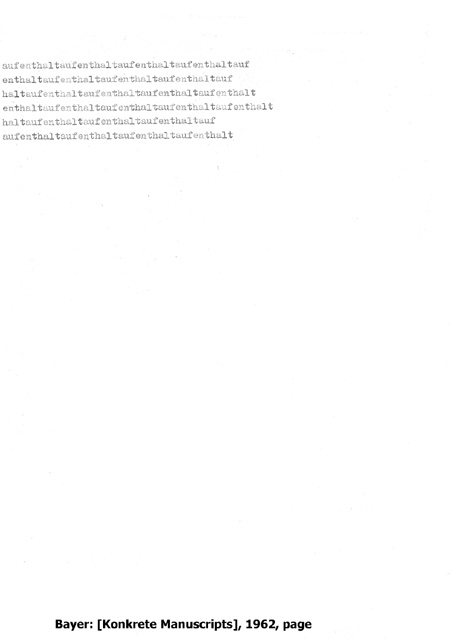 aufenthaltaufenthaltaufenthaltaufenthaltauf
enthaltaufenthaltaufenthaltaufenthaltauf
haltaufenthaltaufenthaltaufenthaltaufenthalt
enthaltaufenthaltaufenthaltaufenthaltaufenthalt
haltaufenthaltaufenthaltaufenthaltauf
aufenthaltaufenthaltaufenthaltaufenthalt
Bayer: [Konkrete Manuscripts], 1962, page